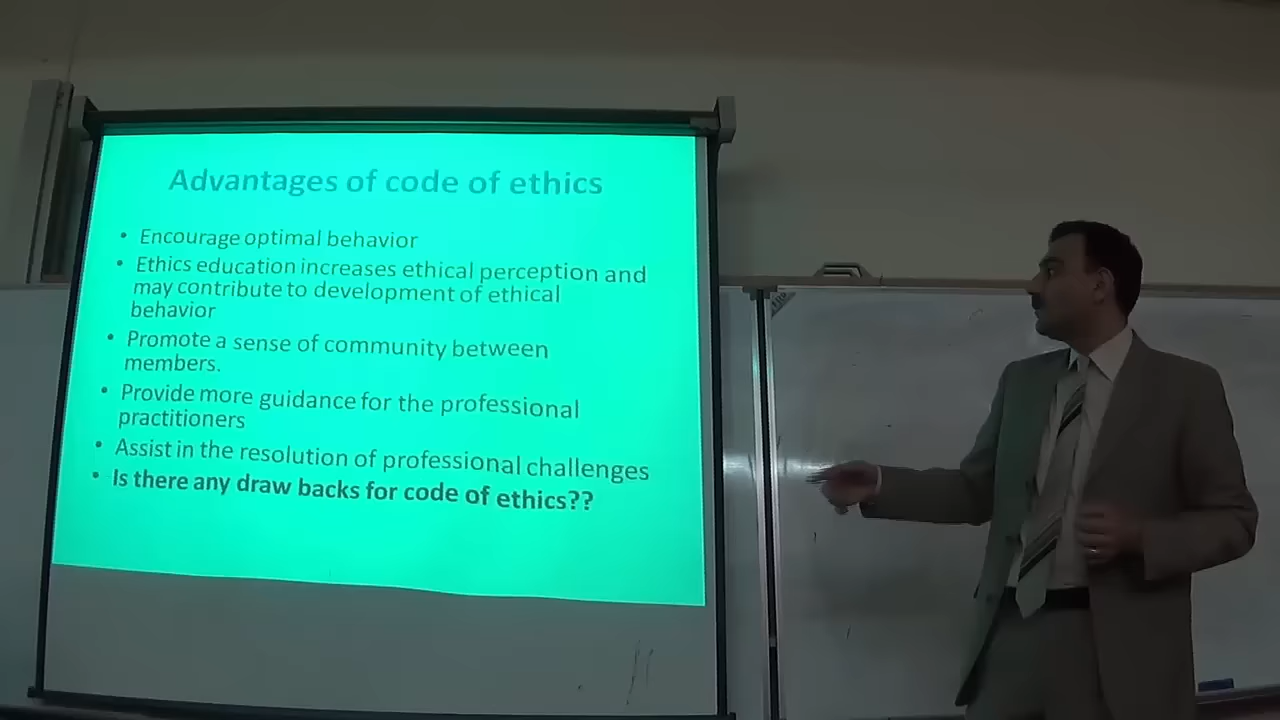 Advantages of code of ethics
• Encourage optimal behavior
• Ethics education increases ethical perception and
may contribute to development of ethical
behavior
• Promote a sense of community between
members.
• Provide more guidance for the professional
practitioners
• Assist in the resolution of professional challenges
• Is there any draw backs for code of ethics??